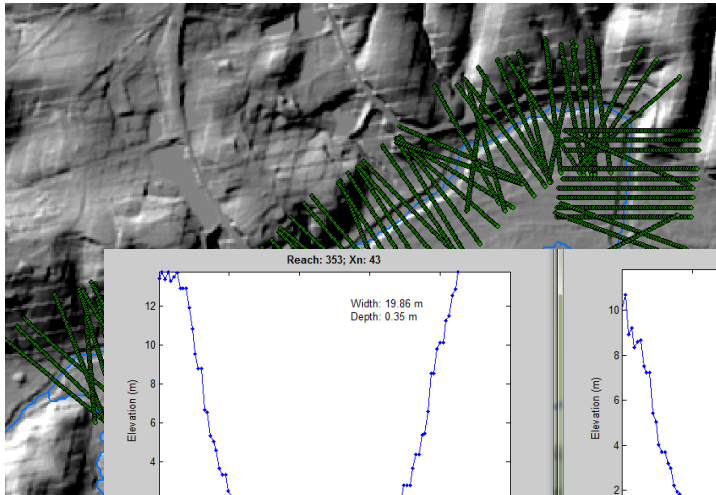 Reach: 353; Xn: 43
Width: 19.86 m
Depth: 0.35 m
12
10
8
6
4
Elevation (m)
10
8
6
4
2
Elevation (m)